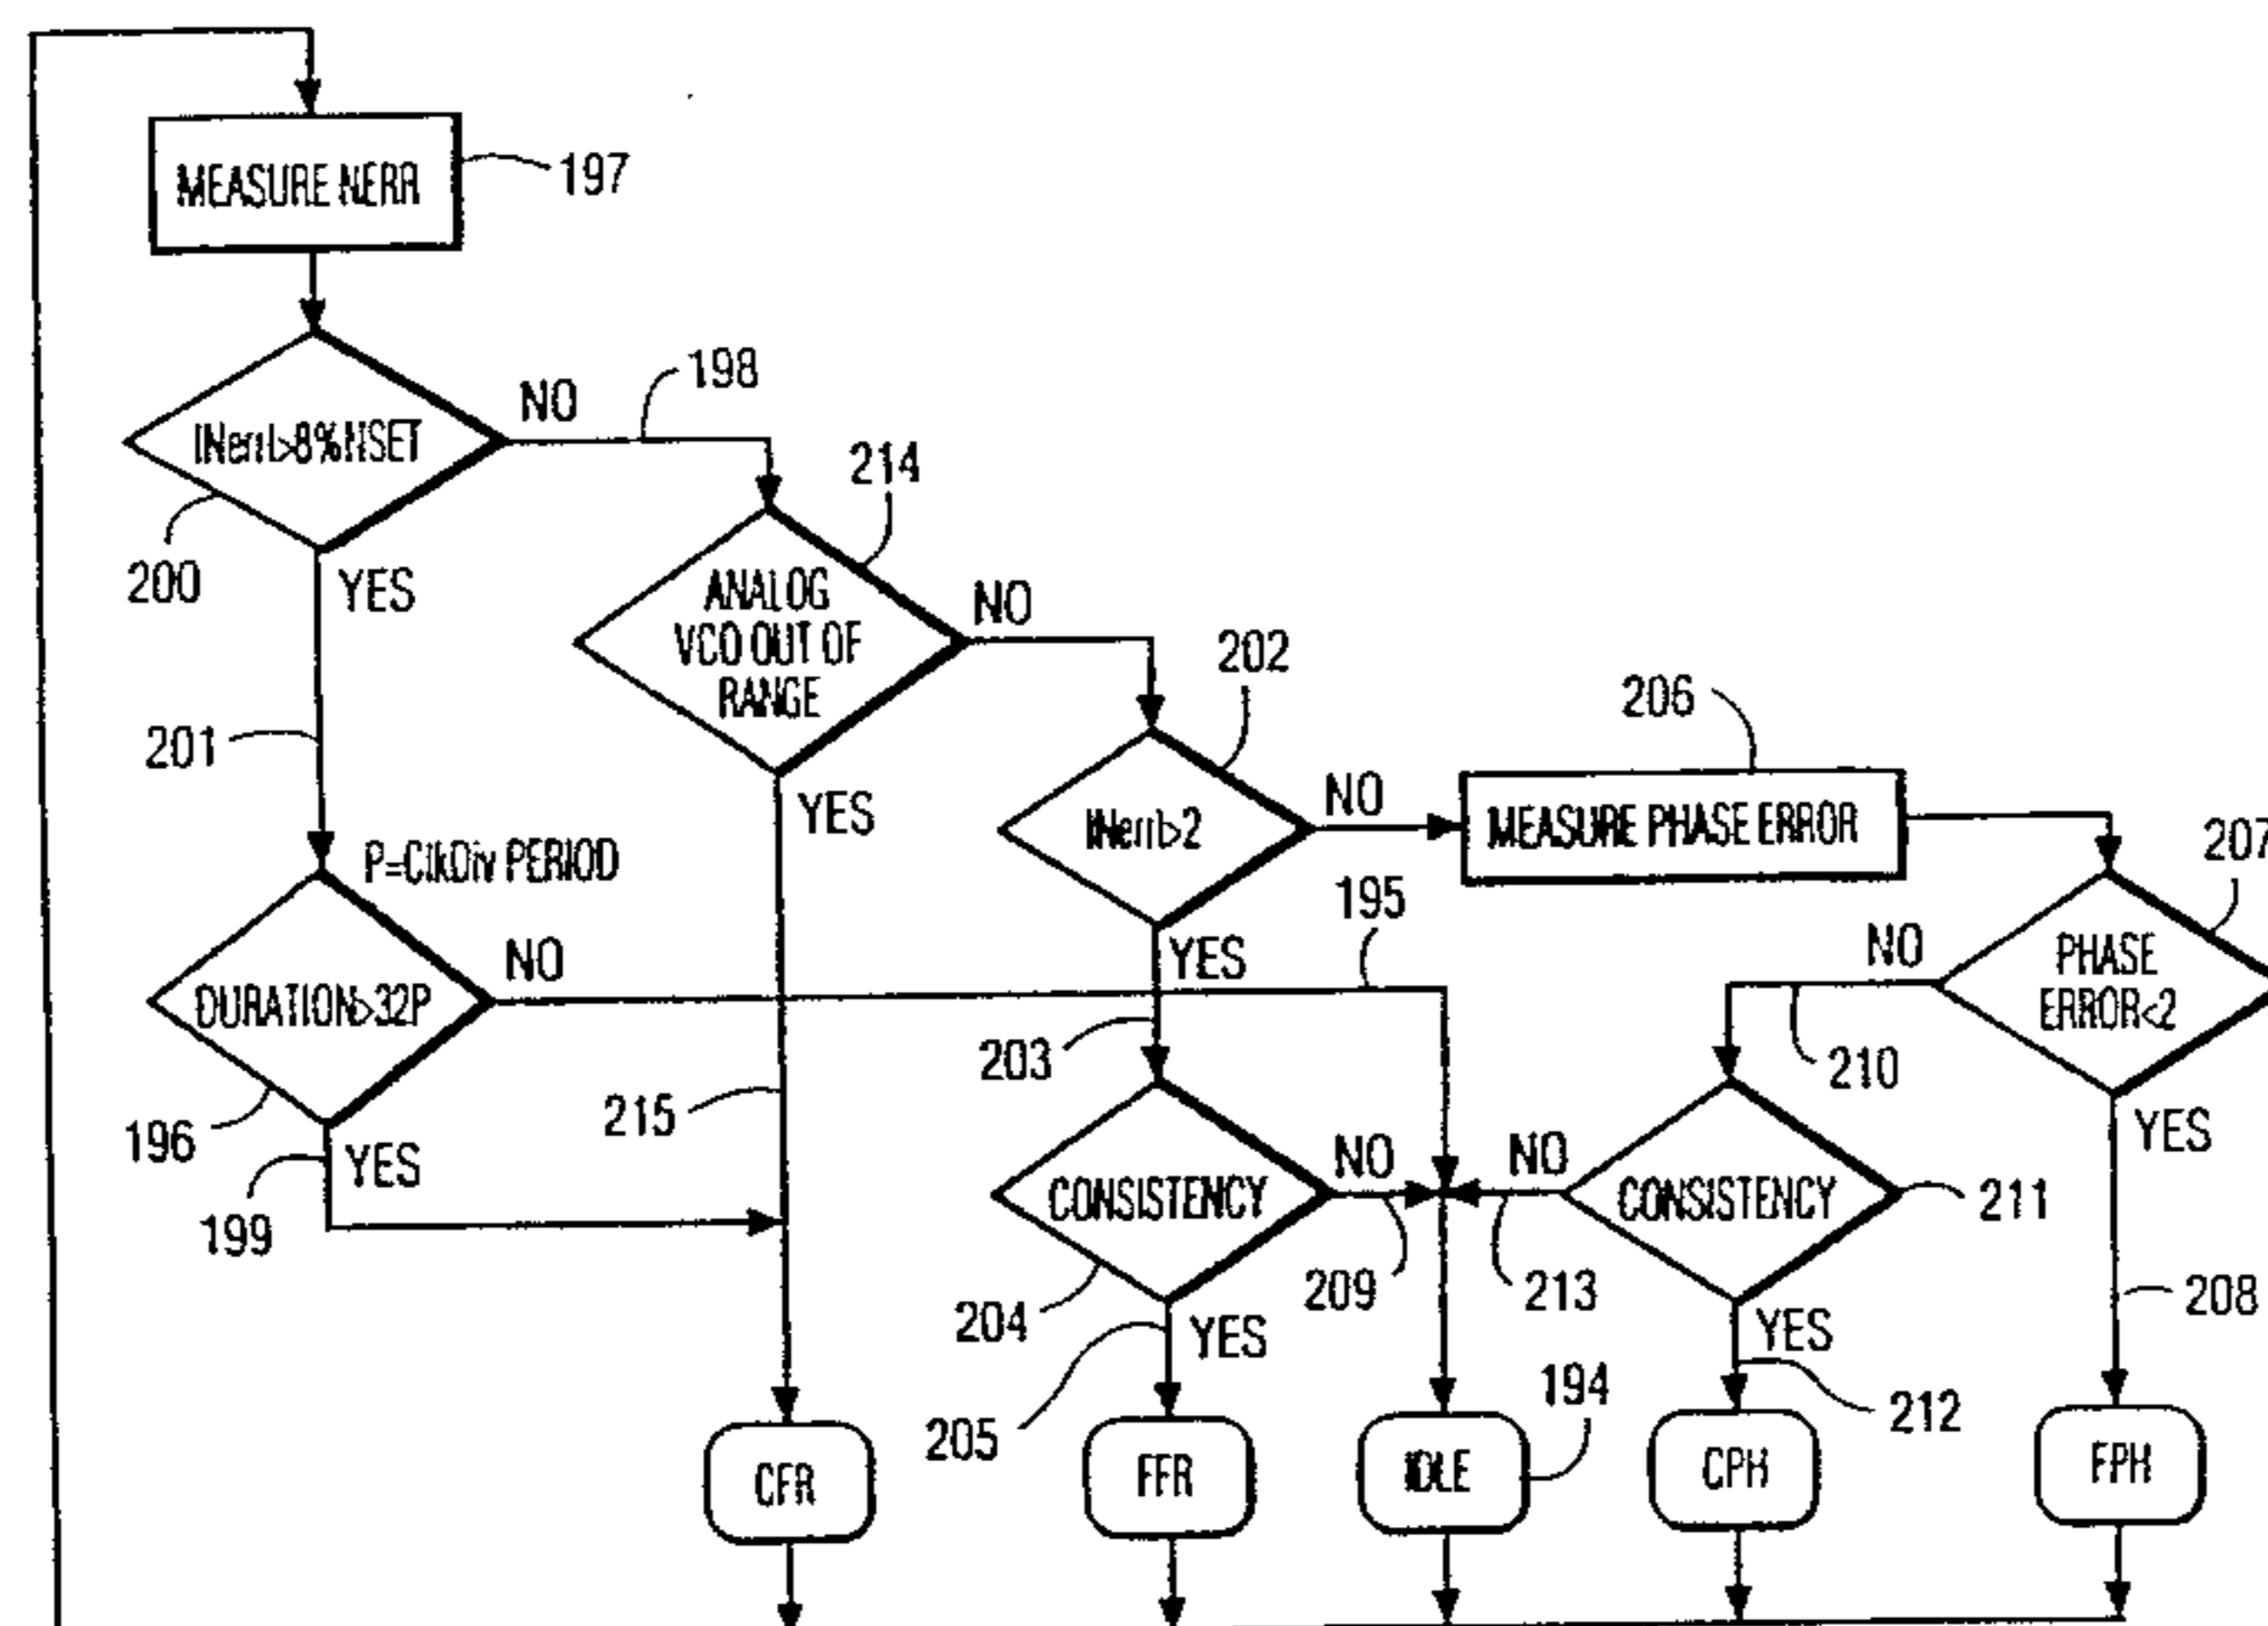 MEASURE NERR
197
|Nerr|>8%NSET
NO
198
200
YES
214
ANALOG
VCO OUT OF
RANGE
NO
202
201
YES
|Nerr|>2
NO
206
MEASURE PHASE ERROR
207
P=ClkDiv PERIOD
DURATION>32P
NO
195
YES
203
NO
PHASE
ERROR<2
210
196
YES
199
215
CONSISTENCY
NO
209
NO
213
CONSISTENCY
211
YES
208
204
YES
205
194
YES
212
CFR
FFR
IDLE
CPH
FPH